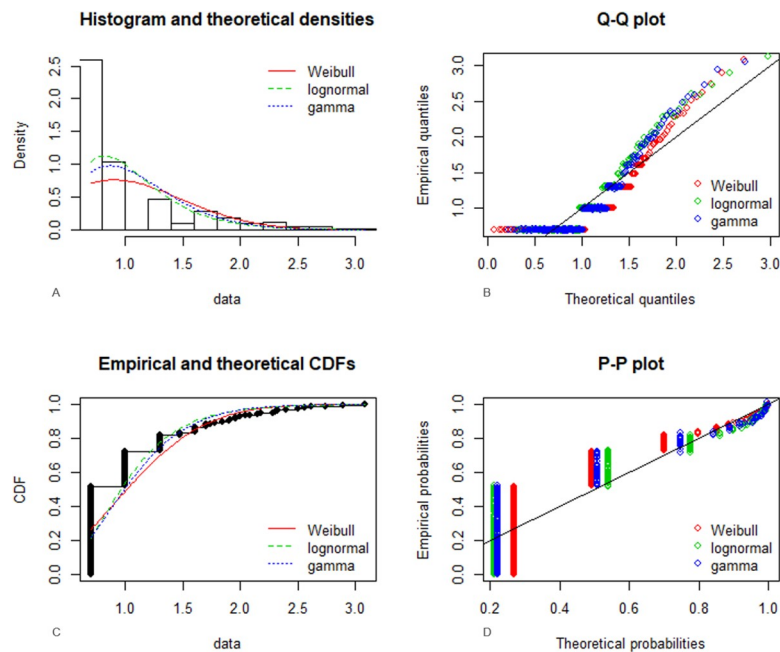 Histogram and theoretical densities
Density
0.0 0.5 1.0 1.5 2.0 2.5
Weibull
lognormal
gamma
1.0 1.5 2.0 2.5 3.0
data
A
Q-Q plot
Empirical quantiles
1.0 1.5 2.0 2.5 3.0
Weibull
lognormal
gamma
0.0 0.5 1.0 1.5 2.0 2.5 3.0
Theoretical quantiles
B
Empirical and theoretical CDFs
CDF
0.0 0.2 0.4 0.6 0.8 1.0
Weibull
lognormal
gamma
1.0 1.5 2.0 2.5 3.0
data
C
P-P plot
Empirical probabilities
0.0 0.2 0.4 0.6 0.8 1.0
Weibull
lognormal
gamma
0.2 0.4 0.6 0.8 1.0
Theoretical probabilities
D